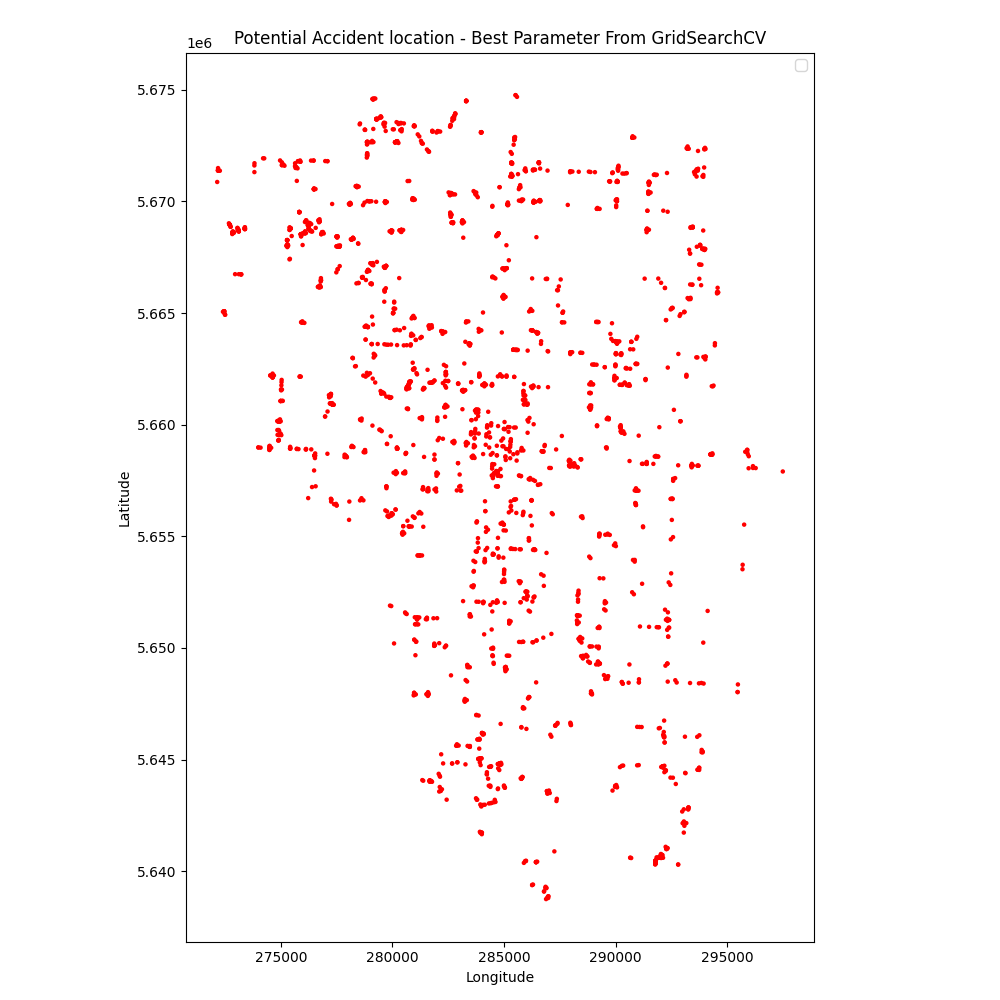 Potential Accident location - Best Parameter From GridSearchCV
1e6
5.675
5.670
5.665
5.660
5.655
5.650
5.645
5.640
Latitude
275000 280000 285000 290000 295000
Longitude